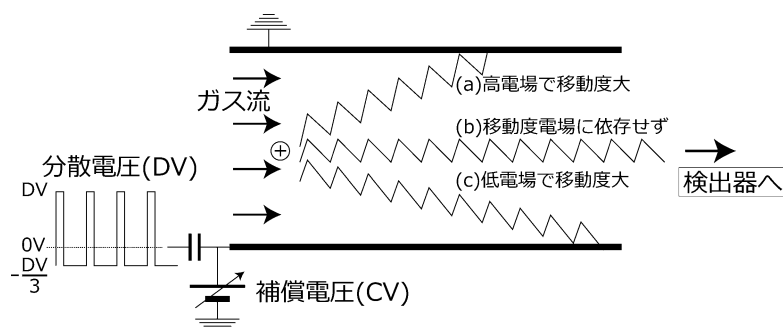 (a)高電場で移動度大
ガス流
(b)移動度電場に依存せず
+
分散電圧(DV)
(c)低電場で移動度大
検出器へ
DV
0V
- DV
3
補償電圧(CV)